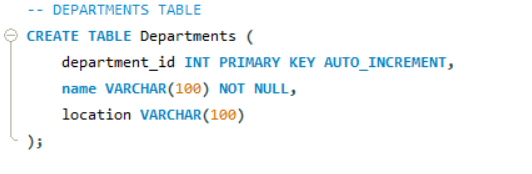 -- DEPARTMENTS TABLE
CREATE TABLE Departments (
department_id INT PRIMARY KEY AUTO_INCREMENT,
name VARCHAR(100) NOT NULL,
location VARCHAR(100)
);